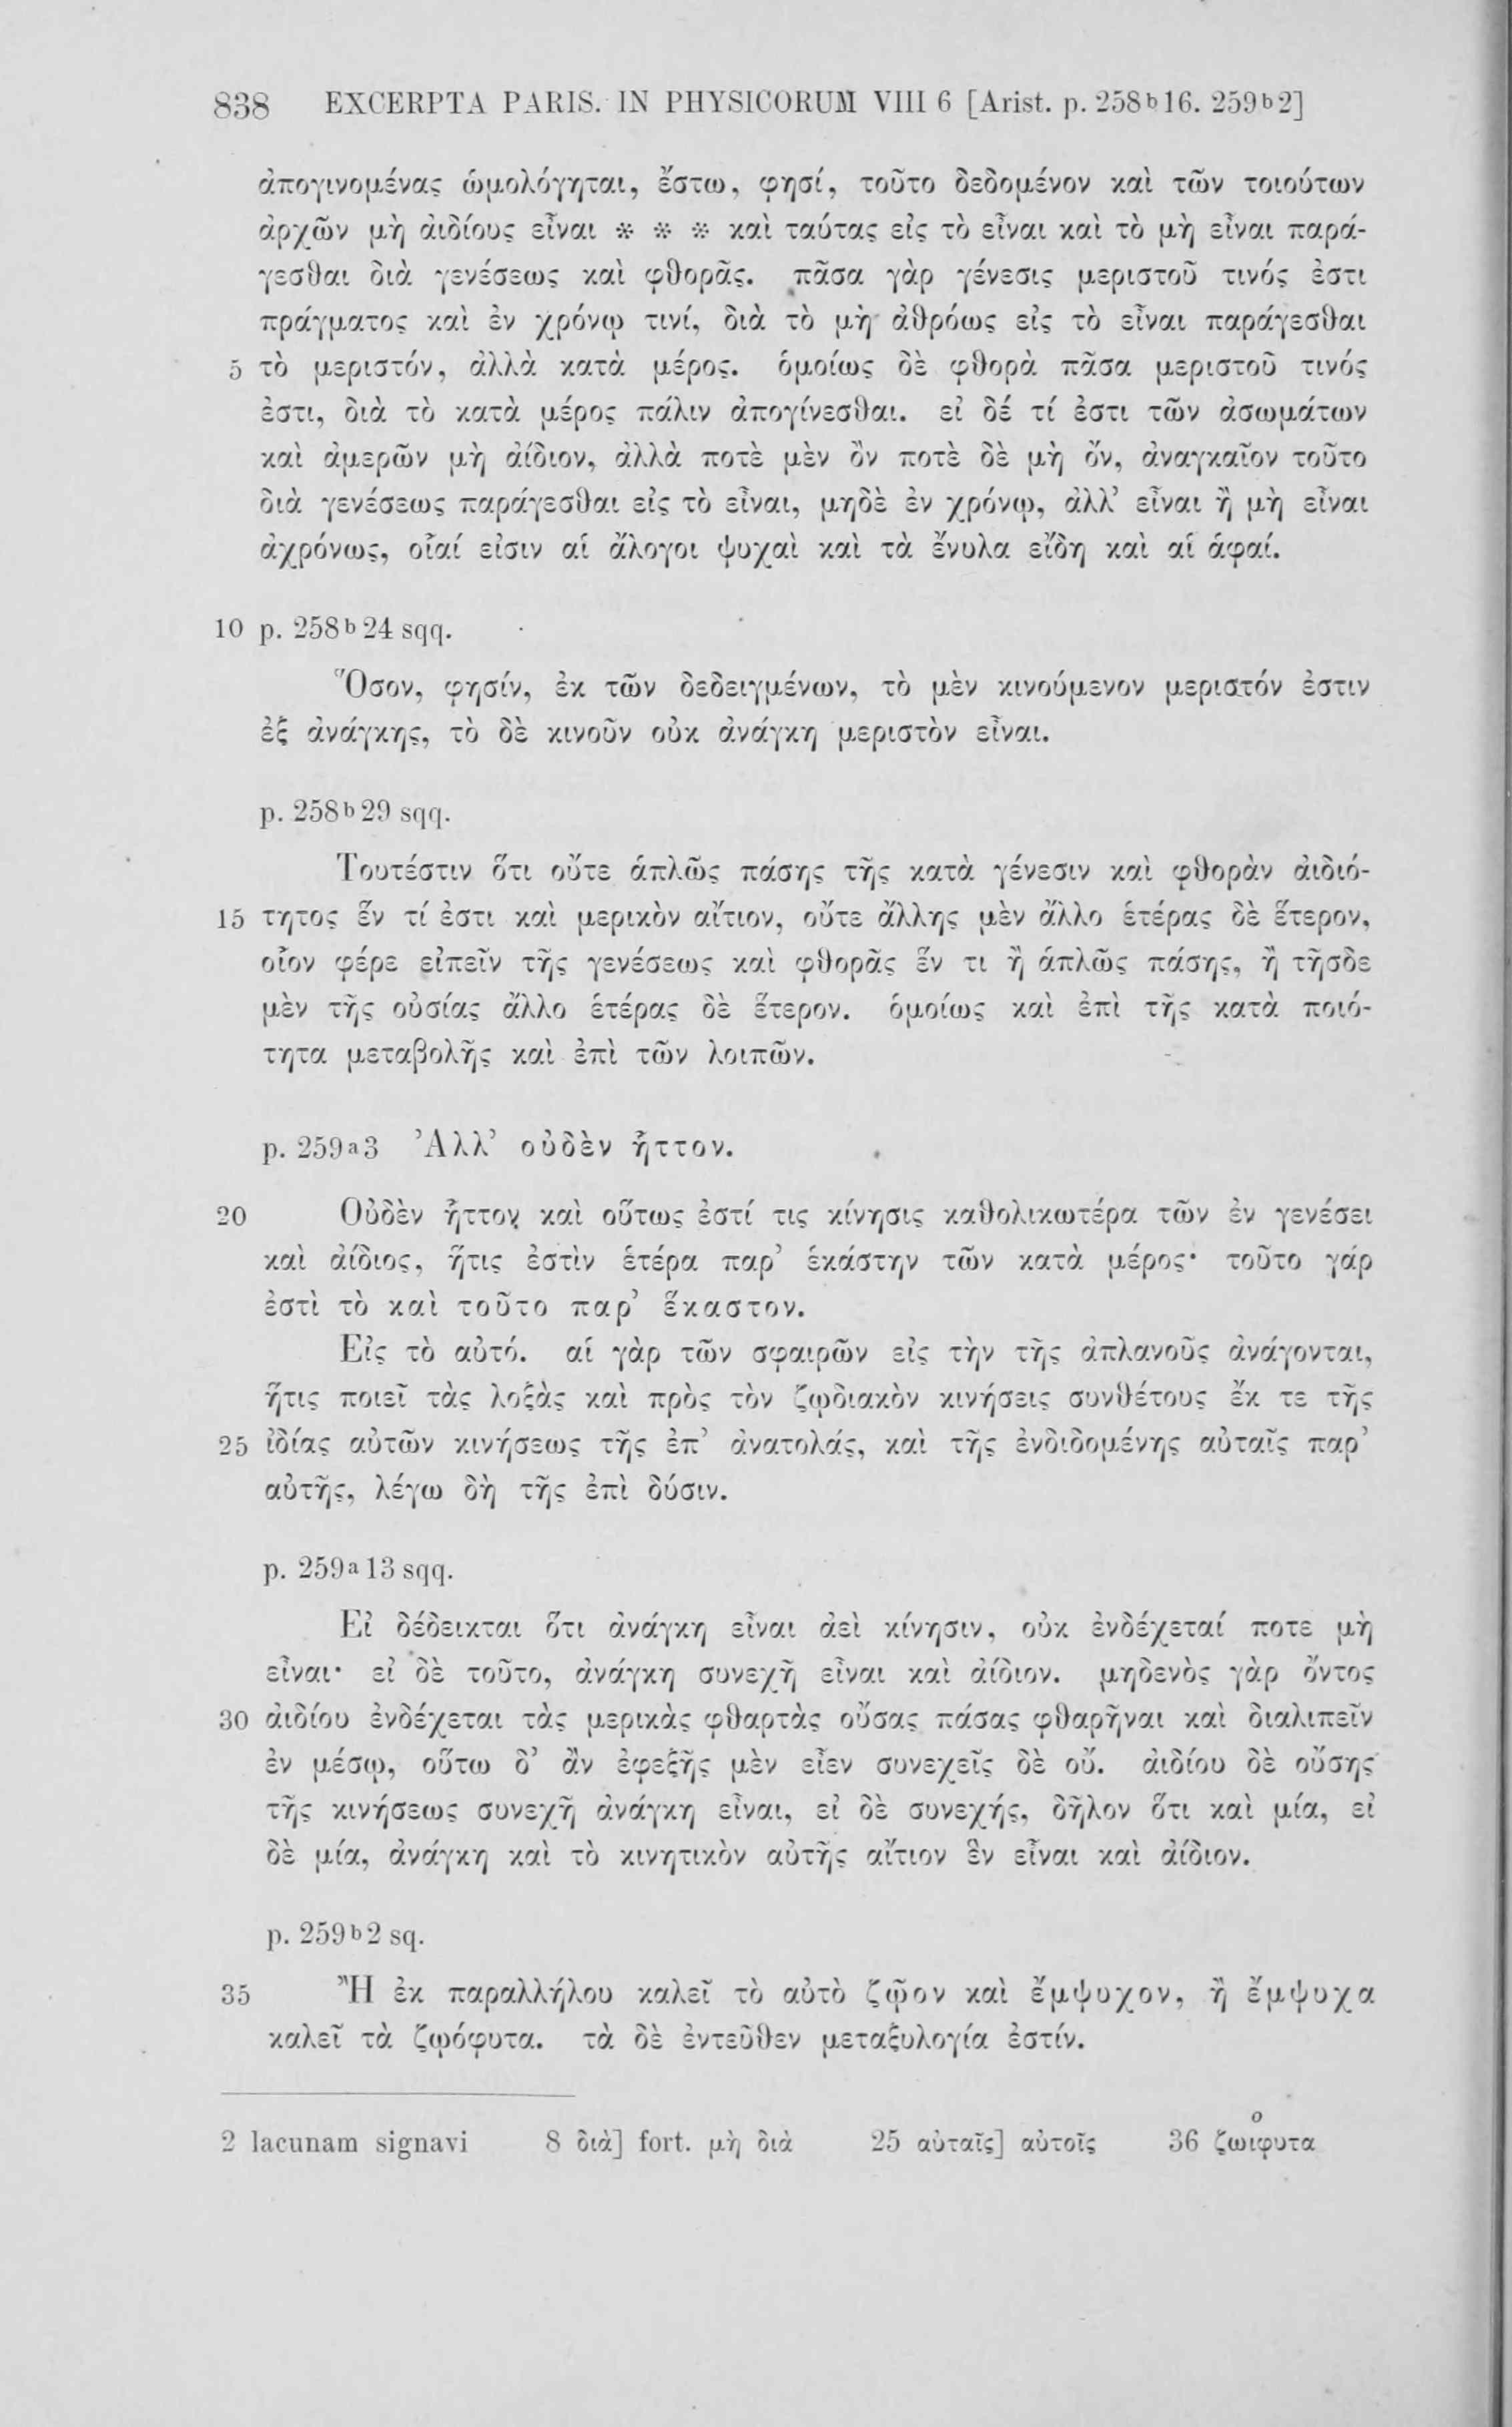 838 EXCERPTA PARIS. IN PHYSICORUM VIII 6 [Arist. p. 258b16. 259b2]
ἀπογινομένας ὡμολόγηται, ἔστω, φησί, τοῦτο δεδομένον καὶ τῶν τοιούτων
ἀρχῶν μὴ ἀιδίους εἶναι * * * καὶ ταύτας εἰς τὸ εἶναι καὶ τὸ μὴ εἶναι παρά-
γεσθαι διὰ γενέσεως καὶ φθορᾶς. πᾶσα γὰρ γένεσις μεριστοῦ τινός ἐστι
πράγματος καὶ ἐν χρόνῳ τινί, διὰ τὸ μὴ ἀθρόως εἰς τὸ εἶναι παράγεσθαι
5 τὸ μεριστόν, ἀλλὰ κατὰ μέρος. ὁμοίως δὲ φθορὰ πᾶσα μεριστοῦ τινός
ἐστι, διὰ τὸ κατὰ μέρος πάλιν ἀπογίνεσθαι. εἰ δέ τί ἐστι τῶν ἀσωμάτων
καὶ ἀμερῶν μὴ ἀίδιον, ἀλλὰ ποτὲ μὲν ὂν ποτὲ δὲ μὴ ὄν, ἀναγκαῖον τοῦτο
διὰ γενέσεως παράγεσθαι εἰς τὸ εἶναι, μηδὲ ἐν χρόνῳ, ἀλλ’ εἶναι ἢ μὴ εἶναι
ἀχρόνως, οἷαί εἰσιν αἱ ἄλογοι ψυχαὶ καὶ τὰ ἔνυλα εἴδη καὶ αἱ ἁφαί.
10 p. 258b24 sqq.
Ὅσον, φησίν, ἐκ τῶν δεδειγμένων, τὸ μὲν κινούμενον μεριστόν ἐστιν
ἐξ ἀνάγκης, τὸ δὲ κινοῦν οὐκ ἀνάγκη μεριστὸν εἶναι.
p. 258b29 sqq.
Τουτέστιν ὅτι οὔτε ἁπλῶς πάσης τῆς κατὰ γένεσιν καὶ φθορὰν ἀιδιό-
15 τητος ἕν τί ἐστι καὶ μερικὸν αἴτιον, οὔτε ἄλλης μὲν ἄλλο ἑτέρας δὲ ἕτερον,
οἷον φέρε εἰπεῖν τῆς γενέσεως καὶ φθορᾶς ἕν τι ἢ ἁπλῶς πάσης, ἢ τῆσδε
μὲν τῆς οὐσίας ἄλλο ἑτέρας δὲ ἕτερον. ὁμοίως καὶ ἐπὶ τῆς κατὰ ποιό-
τητα μεταβολῆς καὶ ἐπὶ τῶν λοιπῶν.
p. 259a3 Ἀλλ’ οὐδὲν ἧττον.
20 Οὐδὲν ἧττον καὶ οὕτως ἐστί τις κίνησις καθολικωτέρα τῶν ἐν γενέσει
καὶ ἀίδιος, ἥτις ἐστὶν ἑτέρα παρ’ ἑκάστην τῶν κατὰ μέρος· τοῦτο γάρ
ἐστὶ τὸ καὶ τοῦτο παρ’ ἕκαστον.
Εἰς τὸ αὐτό. αἱ γὰρ τῶν σφαιρῶν εἰς τὴν τῆς ἀπλανοῦς ἀνάγονται,
ἥτις ποιεῖ τὰς λοξὰς καὶ πρὸς τὸν ζῳδιακὸν κινήσεις συνθέτους ἔκ τε τῆς
25 ἰδίας αὐτῶν κινήσεως τῆς ἐπ’ ἀνατολάς, καὶ τῆς ἐνδιδομένης αὐταῖς παρ’
αὐτῆς, λέγω δὴ τῆς ἐπὶ δύσιν.
p. 259a13 sqq.
Εἰ δέδεικται ὅτι ἀνάγκη εἶναι ἀεὶ κίνησιν, οὐκ ἐνδέχεταί ποτε μὴ
εἶναι· εἰ δὲ τοῦτο, ἀνάγκη συνεχῆ εἶναι καὶ ἀίδιον. μηδενὸς γὰρ ὄντος
30 ἀιδίου ἐνδέχεται τὰς μερικὰς φθαρτὰς οὔσας πάσας φθαρῆναι καὶ διαλιπεῖν
ἐν μέσῳ, οὕτω δ’ ἂν ἐφεξῆς μὲν εἶεν συνεχεῖς δὲ οὔ. ἀιδίου δὲ οὔσης
τῆς κινήσεως συνεχῆ ἀνάγκη εἶναι, εἰ δὲ συνεχής, δῆλον ὅτι καὶ μία, εἰ
δὲ μία, ἀνάγκη καὶ τὸ κινητικὸν αὐτῆς αἴτιον ἓν εἶναι καὶ ἀίδιον.
p. 259b2 sq.
35 Ἢ ἐκ παραλλήλου καλεῖ τὸ αὐτὸ ζῷον καὶ ἔμψυχον, ἢ ἔμψυχα
καλεῖ τὰ ζῳόφυτα. τὰ δὲ ἐντεῦθεν μεταξυλογία ἐστίν.
2 lacunam signavi 8 διὰ] fort. μὴ διὰ 25 αὐταῖς] αὐτοῖς 36 ζωιοφυτα